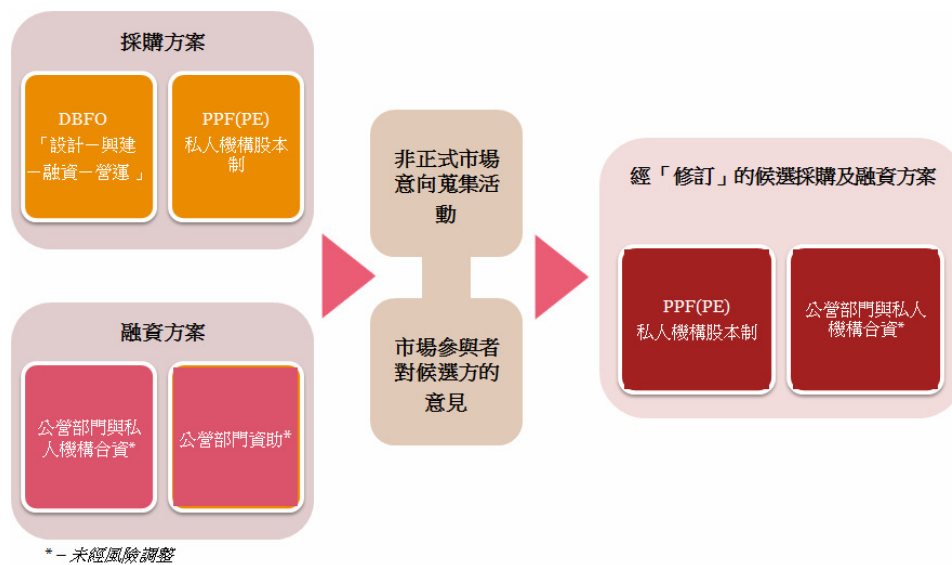 採購方案
DBFO
「設計－興建
－融資－營運」
PPF(PE)
私人機構股本
制
融資方案
公營部門與私
人機構合資*
公營部門資助*
* – 未經風險調整
非正式市場
意向蒐集活
動
市場參與者
對候選方的
意見
經「修訂」的候選採購及融資方案
PPF(PE)
私人機構股本制
公營部門與私人
機構合資*